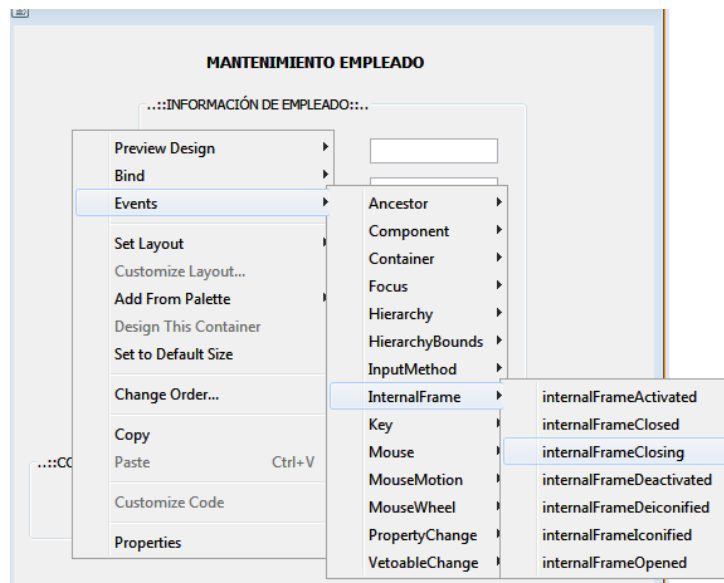 MANTENIMIENTO EMPLEADO
..::INFORMACIÓN DE EMPLEADO::..
Preview Design
Bind
Events
Set Layout
Customize Layout...
Add From Palette
Design This Container
Set to Default Size
Change Order...
Copy
Paste Ctrl+V
Customize Code
Properties
Ancestor
Component
Container
Focus
Hierarchy
HierarchyBounds
InputMethod
InternalFrame
Key
Mouse
MouseMotion
MouseWheel
PropertyChange
VetoableChange
internalFrameActivated
internalFrameClosed
internalFrameClosing
internalFrameDeactivated
internalFrameDeiconified
internalFrameIconified
internalFrameOpened
..::CO